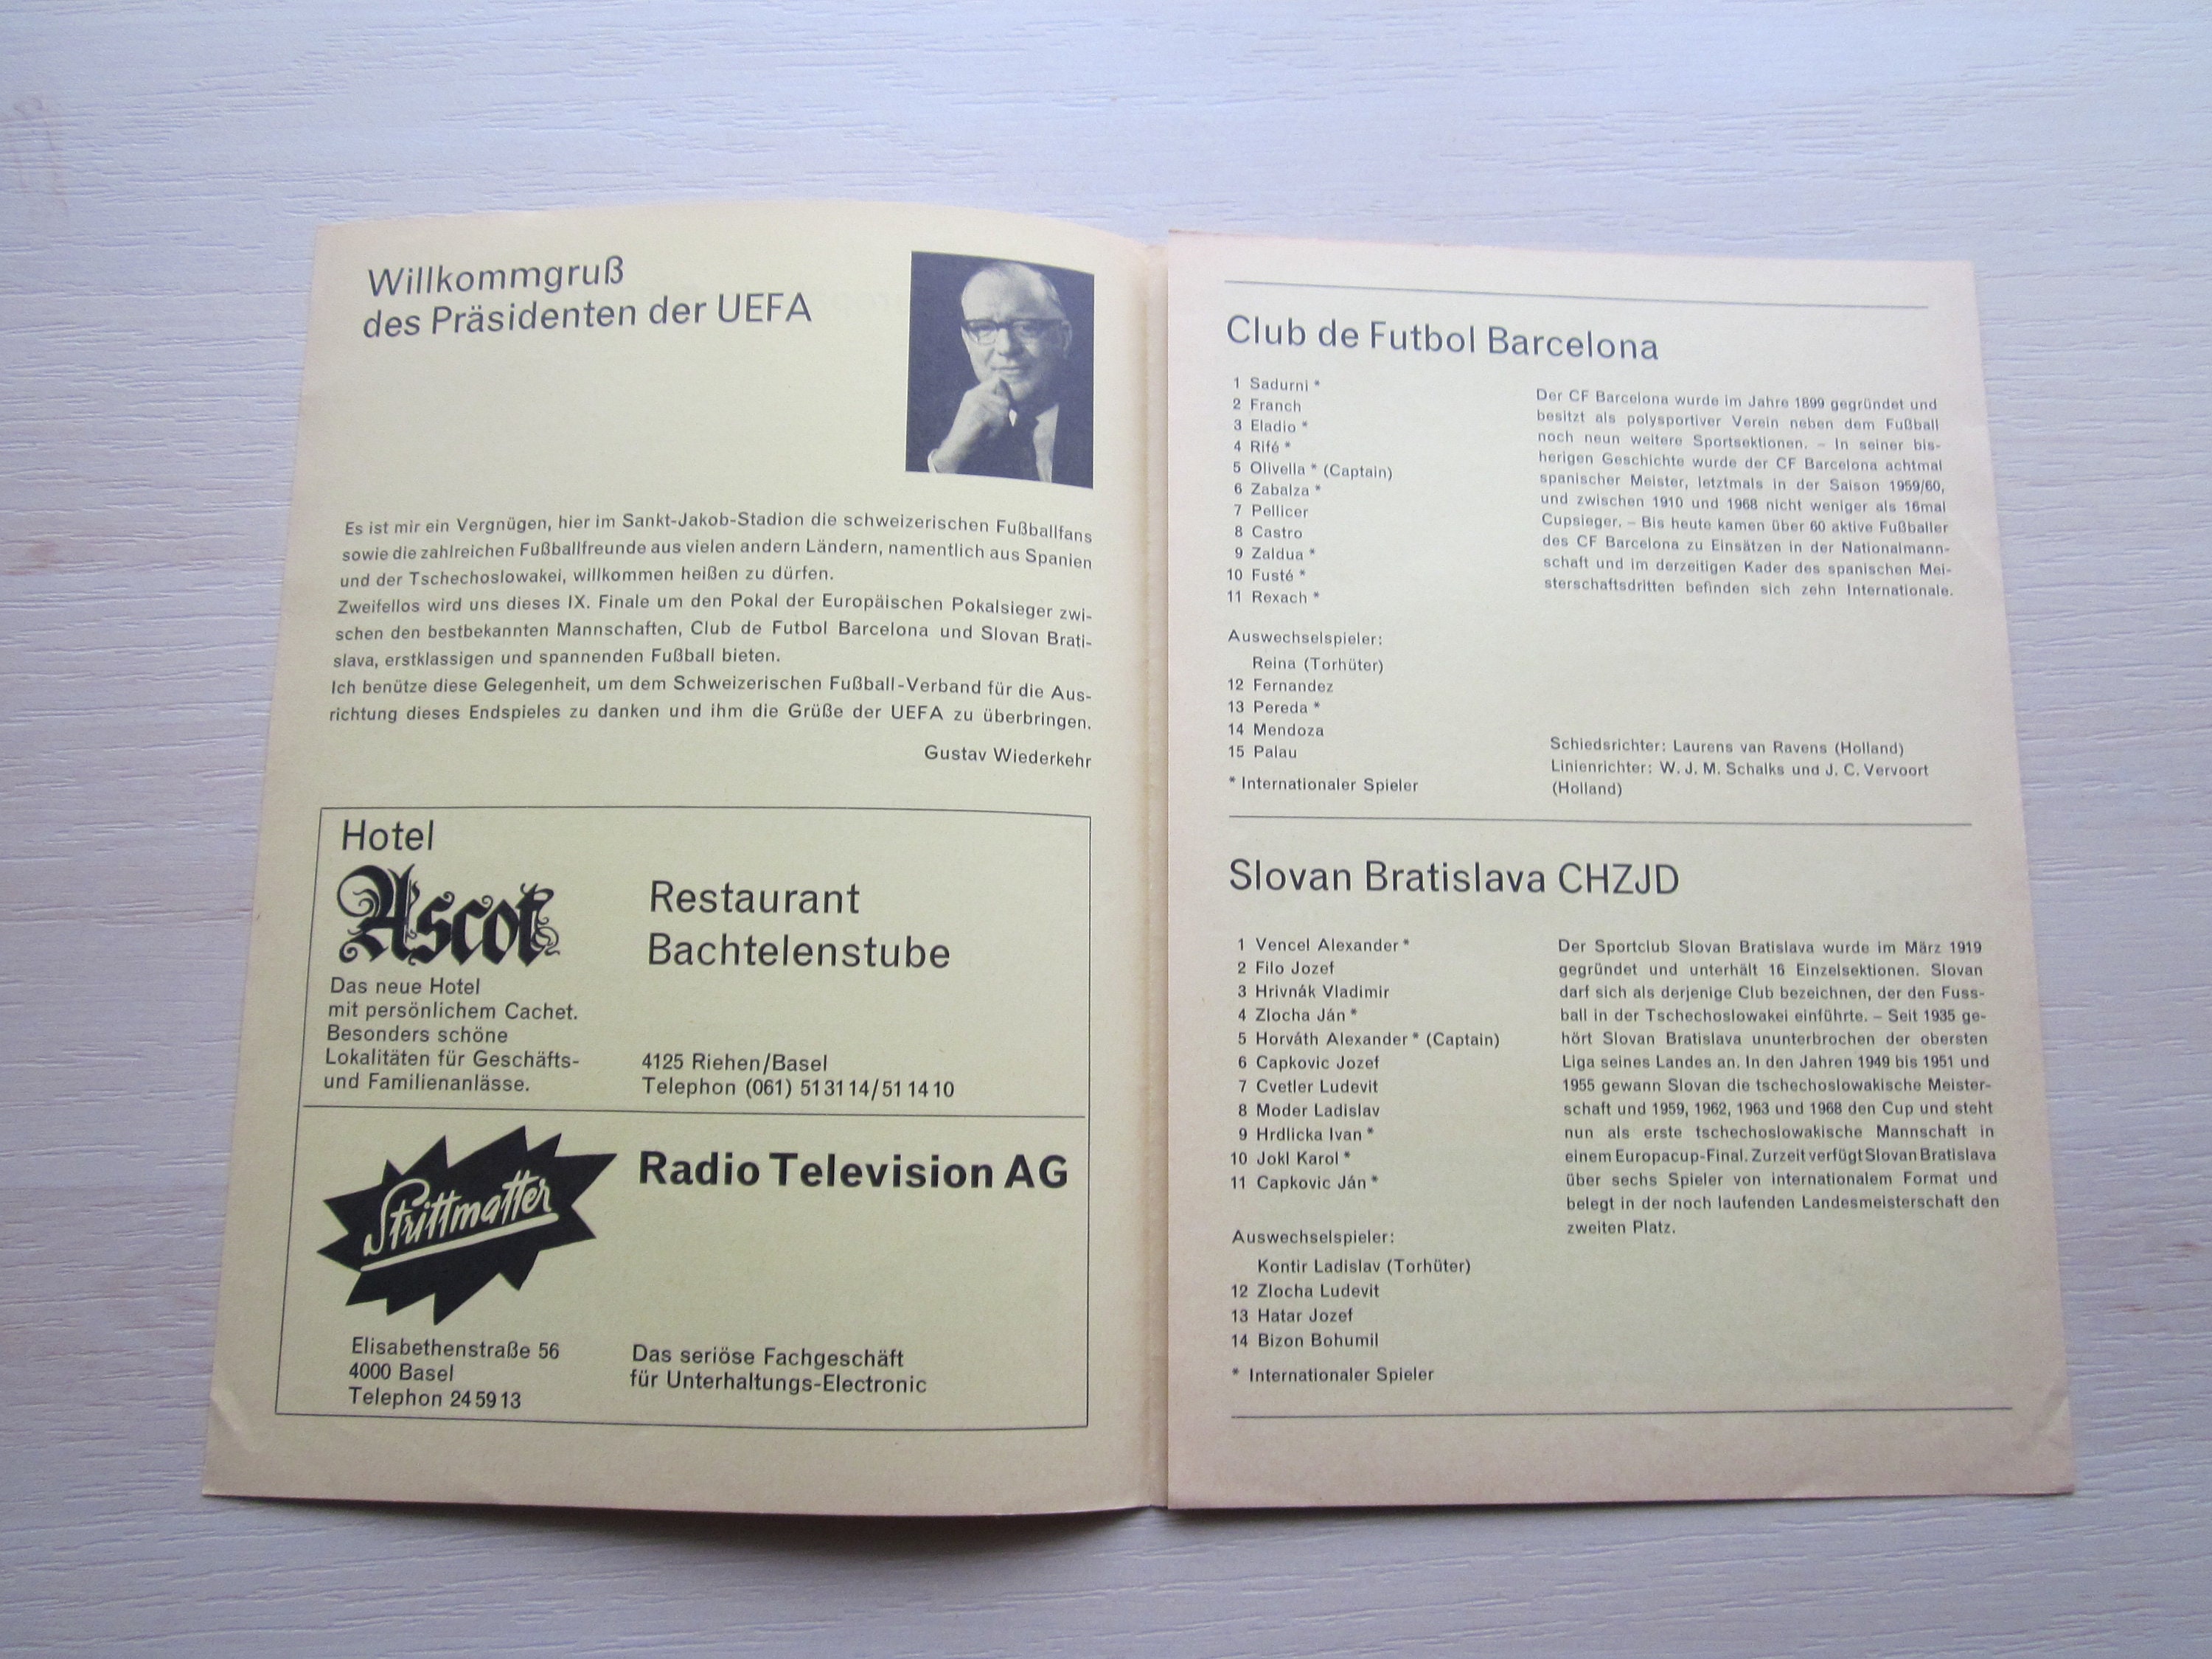 Willkommgruß
des Präsidenten der UEFA
Es ist mir ein Vergnügen, hier im Sankt-Jakob-Stadion die schweizerischen Fußballfans
sowie die zahlreichen Fußballfreunde aus vielen andern Ländern, namentlich aus Spanien
und der Tschechoslowakei, willkommen heißen zu dürfen.
Zweifellos wird uns dieses IX. Finale um den Pokal der Europäischen Pokalsieger zwi-
schen den bestbekannten Mannschaften, Club de Futbol Barcelona und Slovan Brati-
slava, erstklassigen und spannenden Fußball bieten.
Ich benütze diese Gelegenheit, um dem Schweizerischen Fußball-Verband für die Aus-
richtung dieses Endspieles zu danken und ihm die Grüße der UEFA zu überbringen.
Gustav Wiederkehr
Hotel
Ascot
Das neue Hotel
mit persönlichem Cachet.
Besonders schöne
Lokalitäten für Geschäfts-
und Familienanlässe.
Restaurant
Bachtelenstube
4125 Riehen/Basel
Telephon (061) 51 31 14/51 14 10
Strittmatter
Radio Television AG
Elisabethenstraße 56
4000 Basel
Telephon 24 59 13
Das seriöse Fachgeschäft
für Unterhaltungs-Electronic
Club de Futbol Barcelona
1 Sadurni *
2 Franch
3 Eladio *
4 Rifé *
5 Olivella * (Captain)
6 Zabalza *
7 Pellicer
8 Castro
9 Zaldua *
10 Fusté *
11 Rexach *
Auswechselspieler:
Reina (Torhüter)
12 Fernandez
13 Pereda *
14 Mendoza
15 Palau
* Internationaler Spieler
Der CF Barcelona wurde im Jahre 1899 gegründet und
besitzt als polysportiver Verein neben dem Fußball
noch neun weitere Sportsektionen. – In seiner bis-
herigen Geschichte wurde der CF Barcelona achtmal
spanischer Meister, letztmals in der Saison 1959/60,
und zwischen 1910 und 1968 nicht weniger als 16mal
Cupsieger. – Bis heute kamen über 60 aktive Fußballer
des CF Barcelona zu Einsätzen in der Nationalmann-
schaft und im derzeitigen Kader des spanischen Mei-
sterschaftsdritten befinden sich zehn Internationale.
Schiedsrichter: Laurens van Ravens (Holland)
Linienrichter: W. J. M. Schalks und J. C. Vervoort
(Holland)
Slovan Bratislava CHZJD
1 Vencel Alexander *
2 Filo Jozef
3 Hrivnák Vladimir
4 Zlocha Ján *
5 Horváth Alexander * (Captain)
6 Capkovic Jozef
7 Cvetler Ludevit
8 Moder Ladislav
9 Hrdlicka Ivan *
10 Jokl Karol *
11 Capkovic Ján *
Auswechselspieler:
Kontir Ladislav (Torhüter)
12 Zlocha Ludevit
13 Hatar Jozef
14 Bizon Bohumil
* Internationaler Spieler
Der Sportclub Slovan Bratislava wurde im März 1919
gegründet und unterhält 16 Einzelsektionen. Slovan
darf sich als derjenige Club bezeichnen, der den Fuss-
ball in der Tschechoslowakei einführte. – Seit 1935 ge-
hört Slovan Bratislava ununterbrochen der obersten
Liga seines Landes an. In den Jahren 1949 bis 1951 und
1955 gewann Slovan die tschechoslowakische Meister-
schaft und 1959, 1962, 1963 und 1968 den Cup und steht
nun als erste tschechoslowakische Mannschaft in
einem Europacup-Final. Zurzeit verfügt Slovan Bratislava
über sechs Spieler von internationalem Format und
belegt in der noch laufenden Landesmeisterschaft den
zweiten Platz.